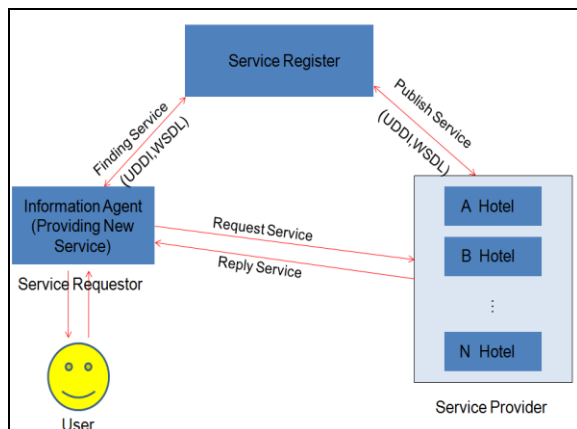 Service Register
Finding Service
(UDDI,WSDL)
Publish Service
(UDDI,WSDL)
Information Agent
(Providing New
Service)
Service Requestor
Request Service
Reply Service
A Hotel
B Hotel
⋮
N Hotel
Service Provider
User